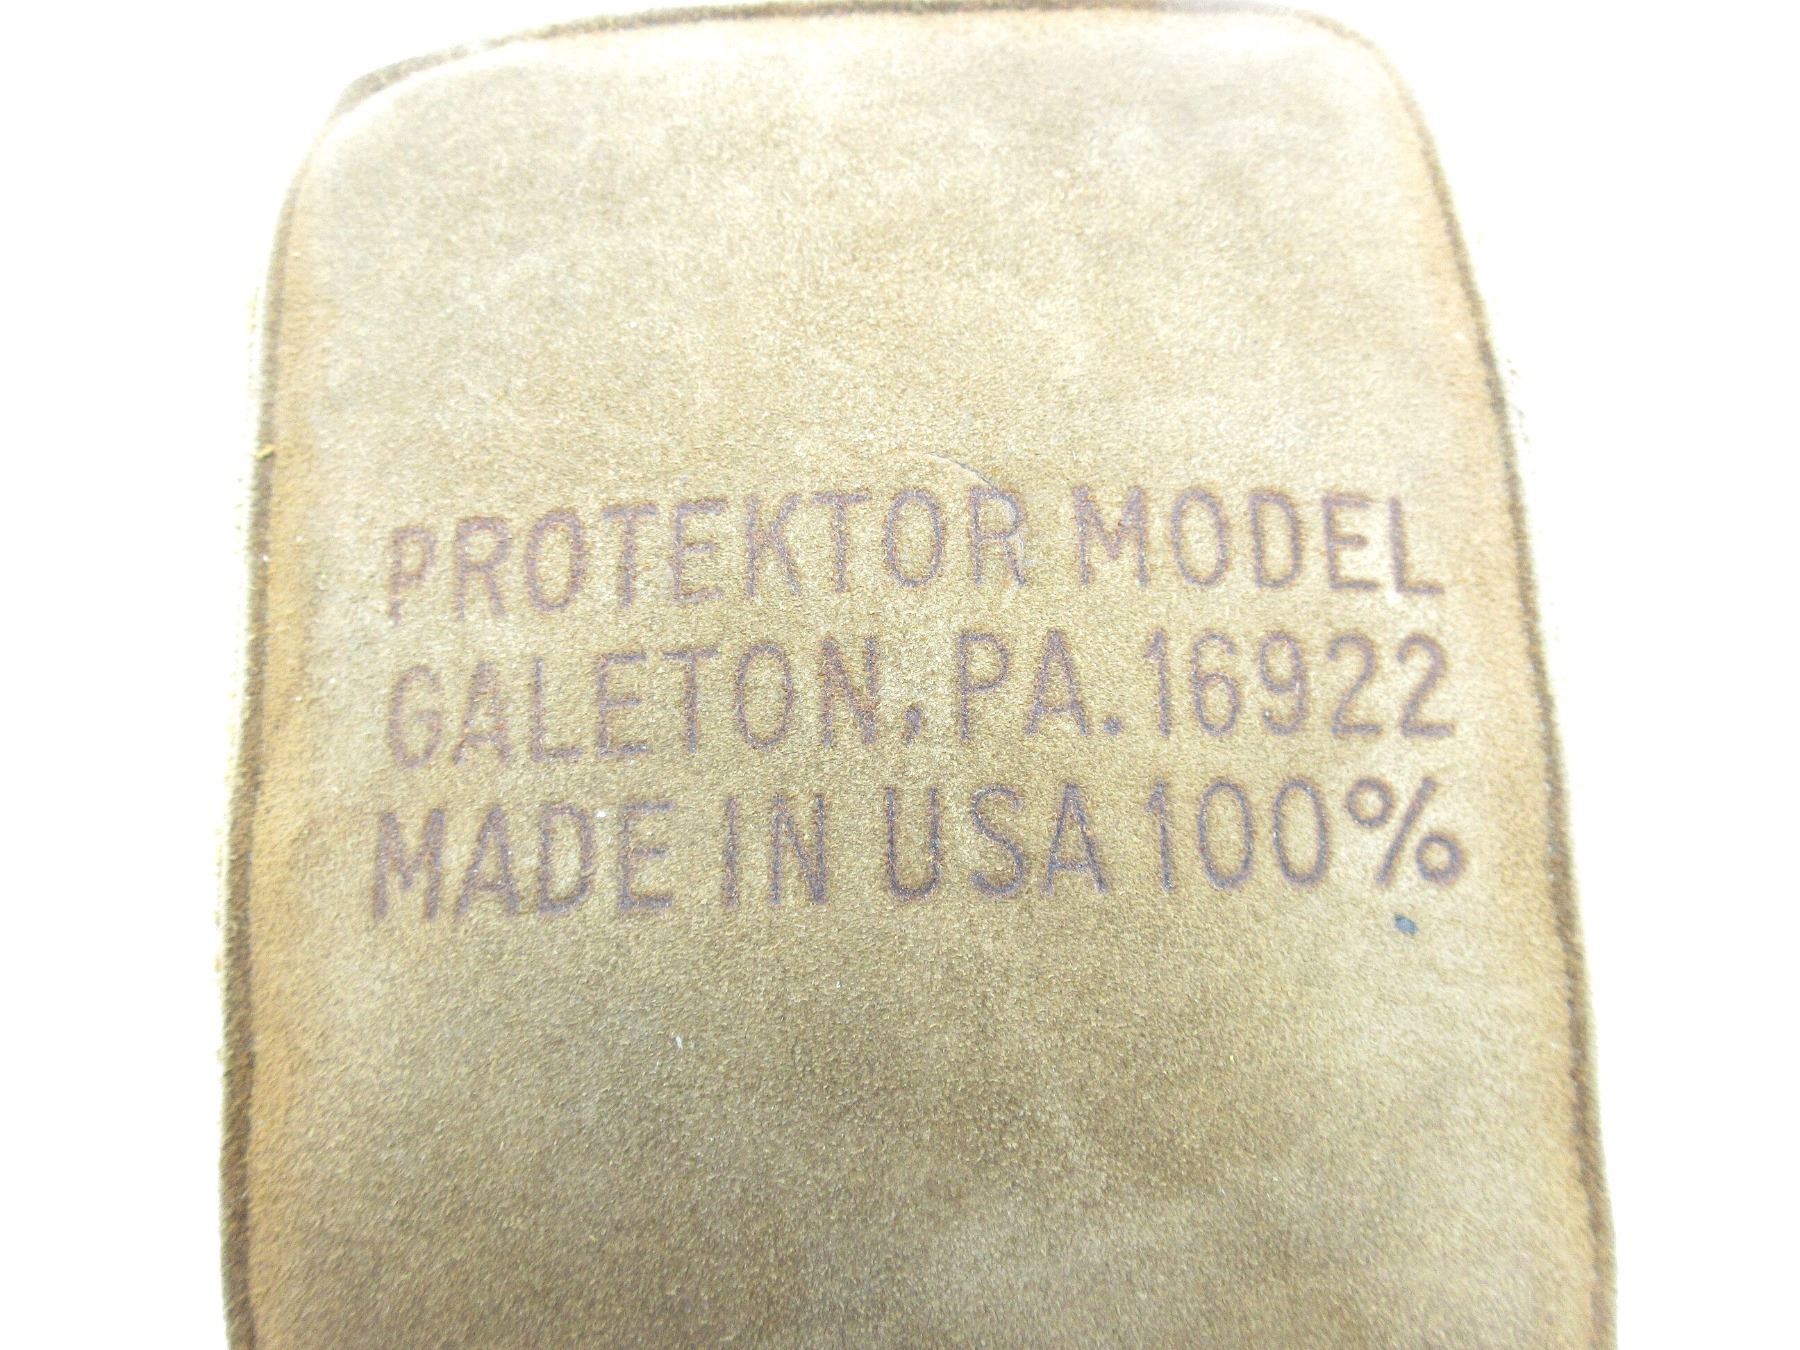 PROTEKTOR MODEL
GALETON, PA. 16922
MADE IN USA 100%